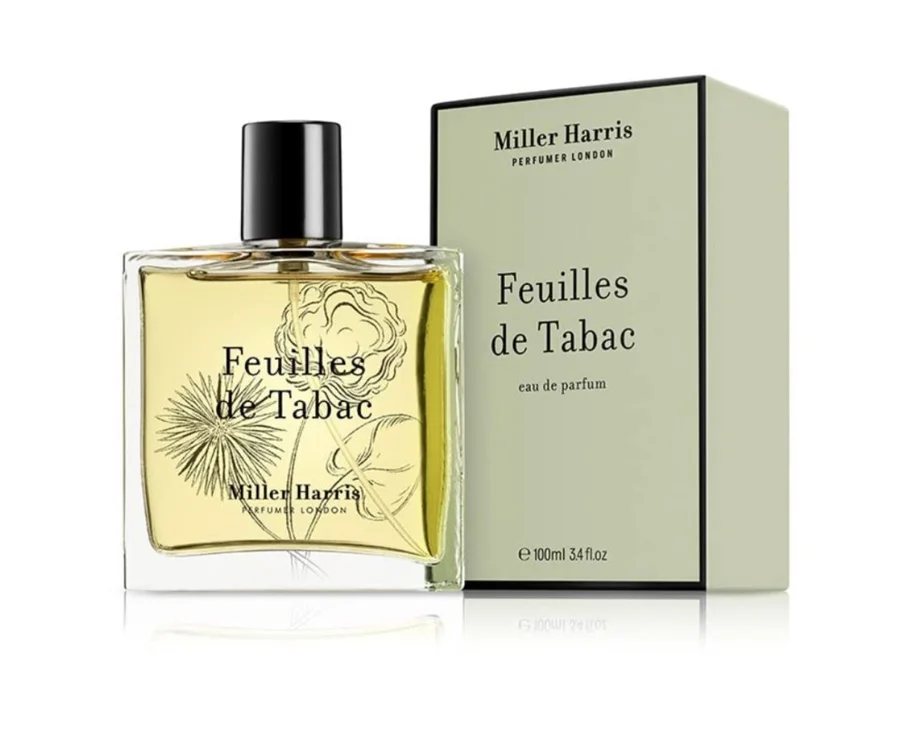 Feuilles
de Tabac
Miller Harris
PERFUMER LONDON
Miller Harris
PERFUMER LONDON
Feuilles
de Tabac
eau de parfum
℮ 100ml 3.4 fl.oz